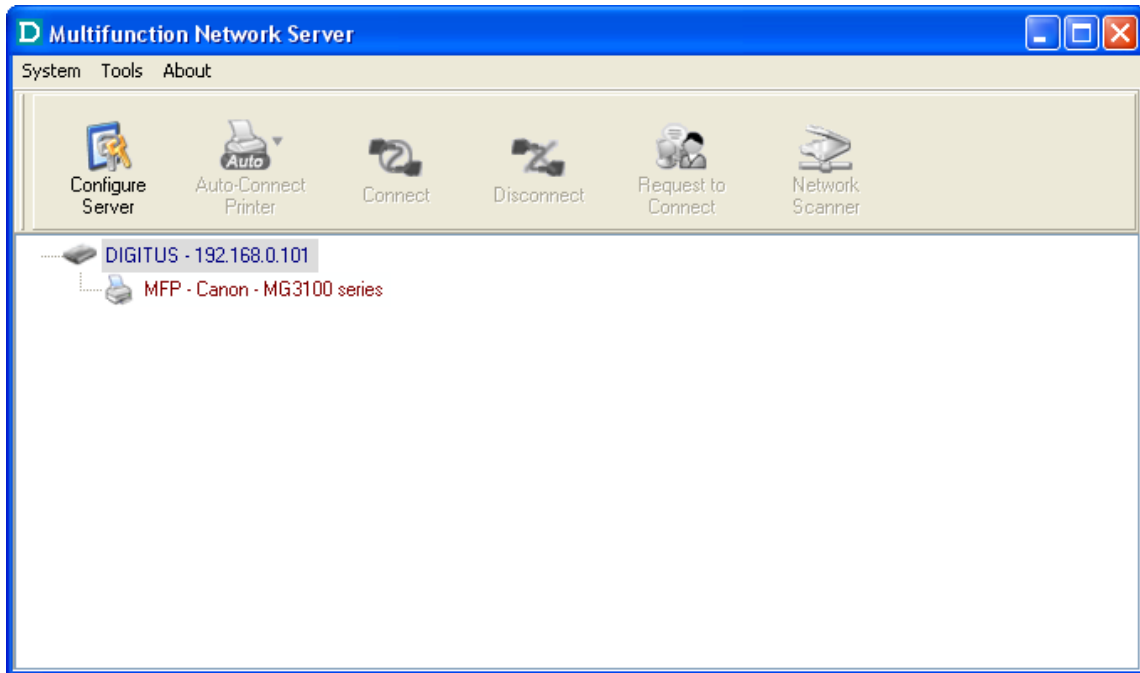 D Multifunction Network Server
System Tools About
Configure Server
Auto Auto-Connect Printer
Connect
Disconnect
Request to Connect
Network Scanner
DIGITUS - 192.168.0.101
MFP - Canon - MG3100 series